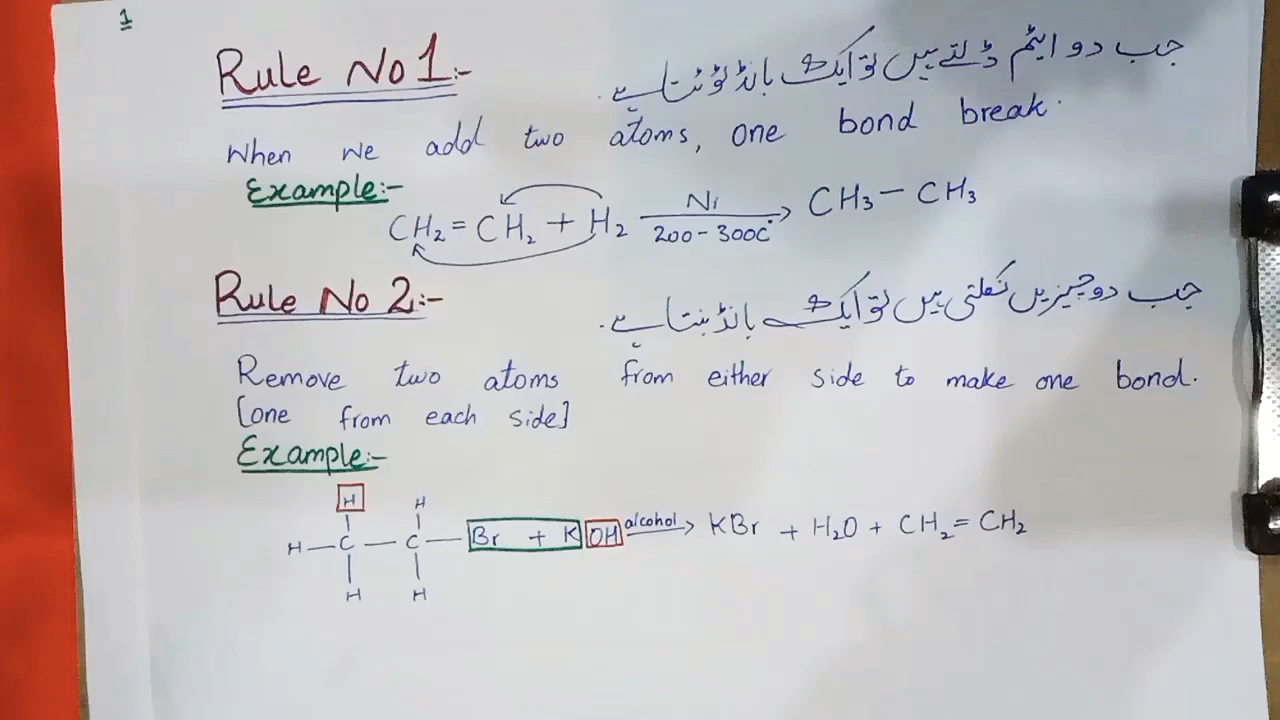 1
Rule No 1:-
جب دو ایٹم ڈلتے ہیں تو ایک بانڈ ٹوٹتا ہے.
When we add two atoms, one bond break.
Example:-
CH₂ = CH₂ + H₂ Ni 200-300C° → CH₃ - CH₃
Rule No 2:-
جب دو چیزیں نکلتی ہیں تو ایک بانڈ بنتا ہے.
Remove two atoms from either side to make one bond.
[one from each side]
Example:-
H H
H - C - C - Br + K OH alcohol → KBr + H₂O + CH₂ = CH₂
H H